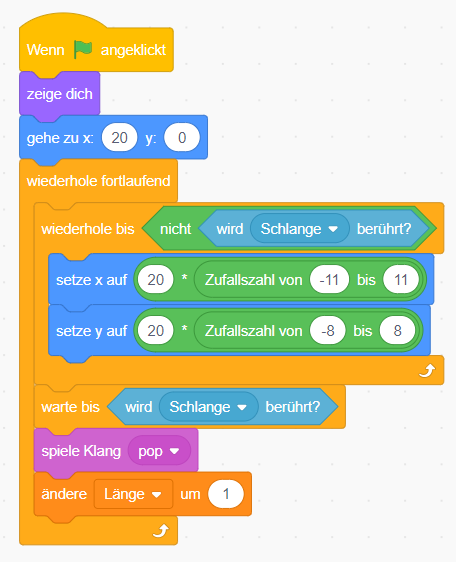 Wenn angeklickt
zeige dich
gehe zu x: 20 y: 0
wiederhole fortlaufend
wiederhole bis nicht wird Schlange berührt?
setze x auf 20 * Zufallszahl von -11 bis 11
setze y auf 20 * Zufallszahl von -8 bis 8
warte bis wird Schlange berührt?
spiele Klang pop
ändere Länge um 1